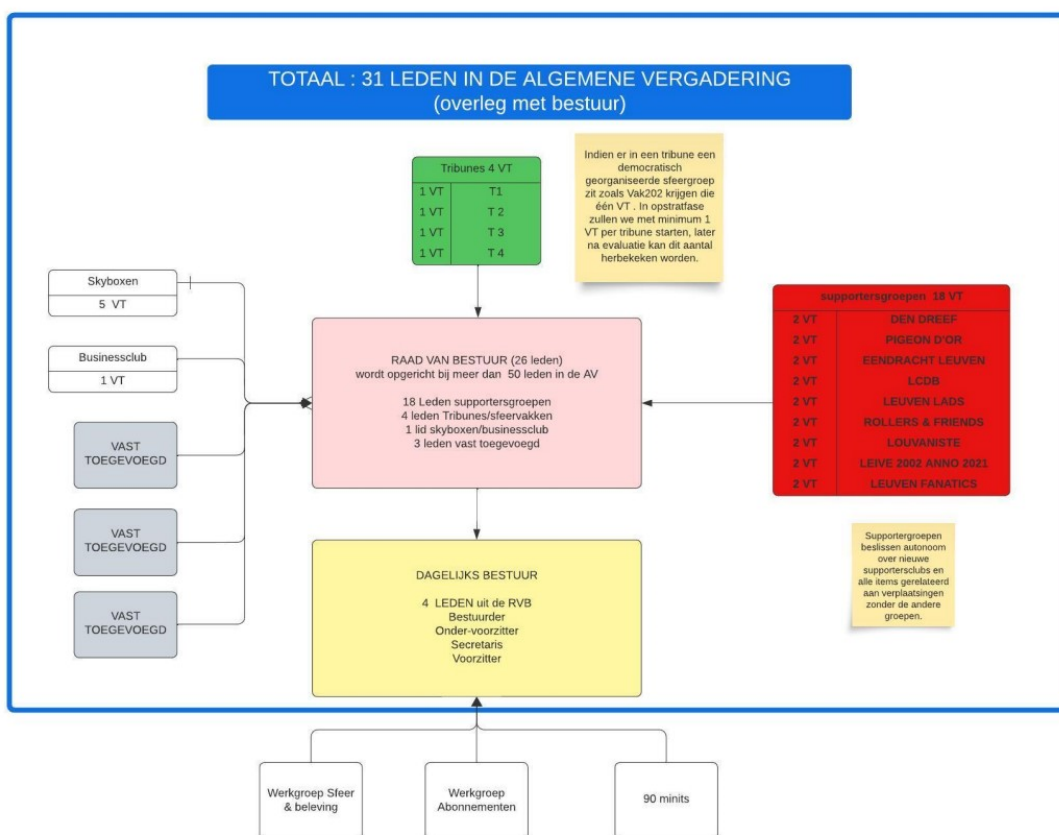 TOTAAL : 31 LEDEN IN DE ALGEMENE VERGADERING
(overleg met bestuur)
Tribunes 4 VT
1 VT T1
1 VT T 2
1 VT T 3
1 VT T 4
Indien er in een tribune een
democratisch
georganiseerde sfeergroep
zit zoals Vak202 krijgen die
één VT . In opstratfase
zullen we met minimum 1
VT per tribune starten, later
na evaluatie kan dit aantal
herbekeken worden.
Skyboxen
5 VT
Businessclub
1 VT
VAST
TOEGEVOEGD
VAST
TOEGEVOEGD
VAST
TOEGEVOEGD
RAAD VAN BESTUUR (26 leden)
wordt opgericht bij meer dan 50 leden in de AV
18 Leden supportersgroepen
4 leden Tribunes/sfeervakken
1 lid skyboxen/businessclub
3 leden vast toegevoegd
supportersgroepen 18 VT
2 VT DEN DREEF
2 VT PIGEON D'OR
2 VT EENDRACHT LEUVEN
2 VT LCDB
2 VT LEUVEN LADS
2 VT ROLLERS & FRIENDS
2 VT LOUVANISTE
2 VT LEIVE 2002 ANNO 2021
2 VT LEUVEN FANATICS
Supportergroepen
beslissen autonoom
over nieuwe
supportersclubs en
alle items gerelateerd
aan verplaatsingen
zonder de andere
groepen.
DAGELIJKS BESTUUR
4 LEDEN uit de RVB
Bestuurder
Onder-voorzitter
Secretaris
Voorzitter
Werkgroep Sfeer
& beleving
Werkgroep
Abonnementen
90 minits